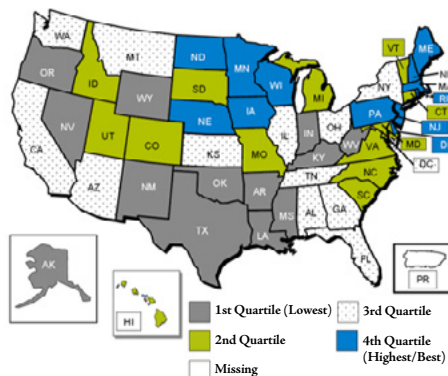 WA
VT
ME
MT
ND
MN
OR
ID
SD
WI
NY
MI
WY
CT
IA
PA
NJ
NE
NV
OH
IL
IN
MD
UT
CO
WV
DC
VA
CA
KS
MO
KY
NC
TN
OK
AR
SC
AZ
NM
MS
AL
GA
TX
LA
FL
AK
PR
HI
1st Quartile (Lowest)
3rd Quartile
2nd Quartile
4th Quartile
(Highest/Best)
Missing